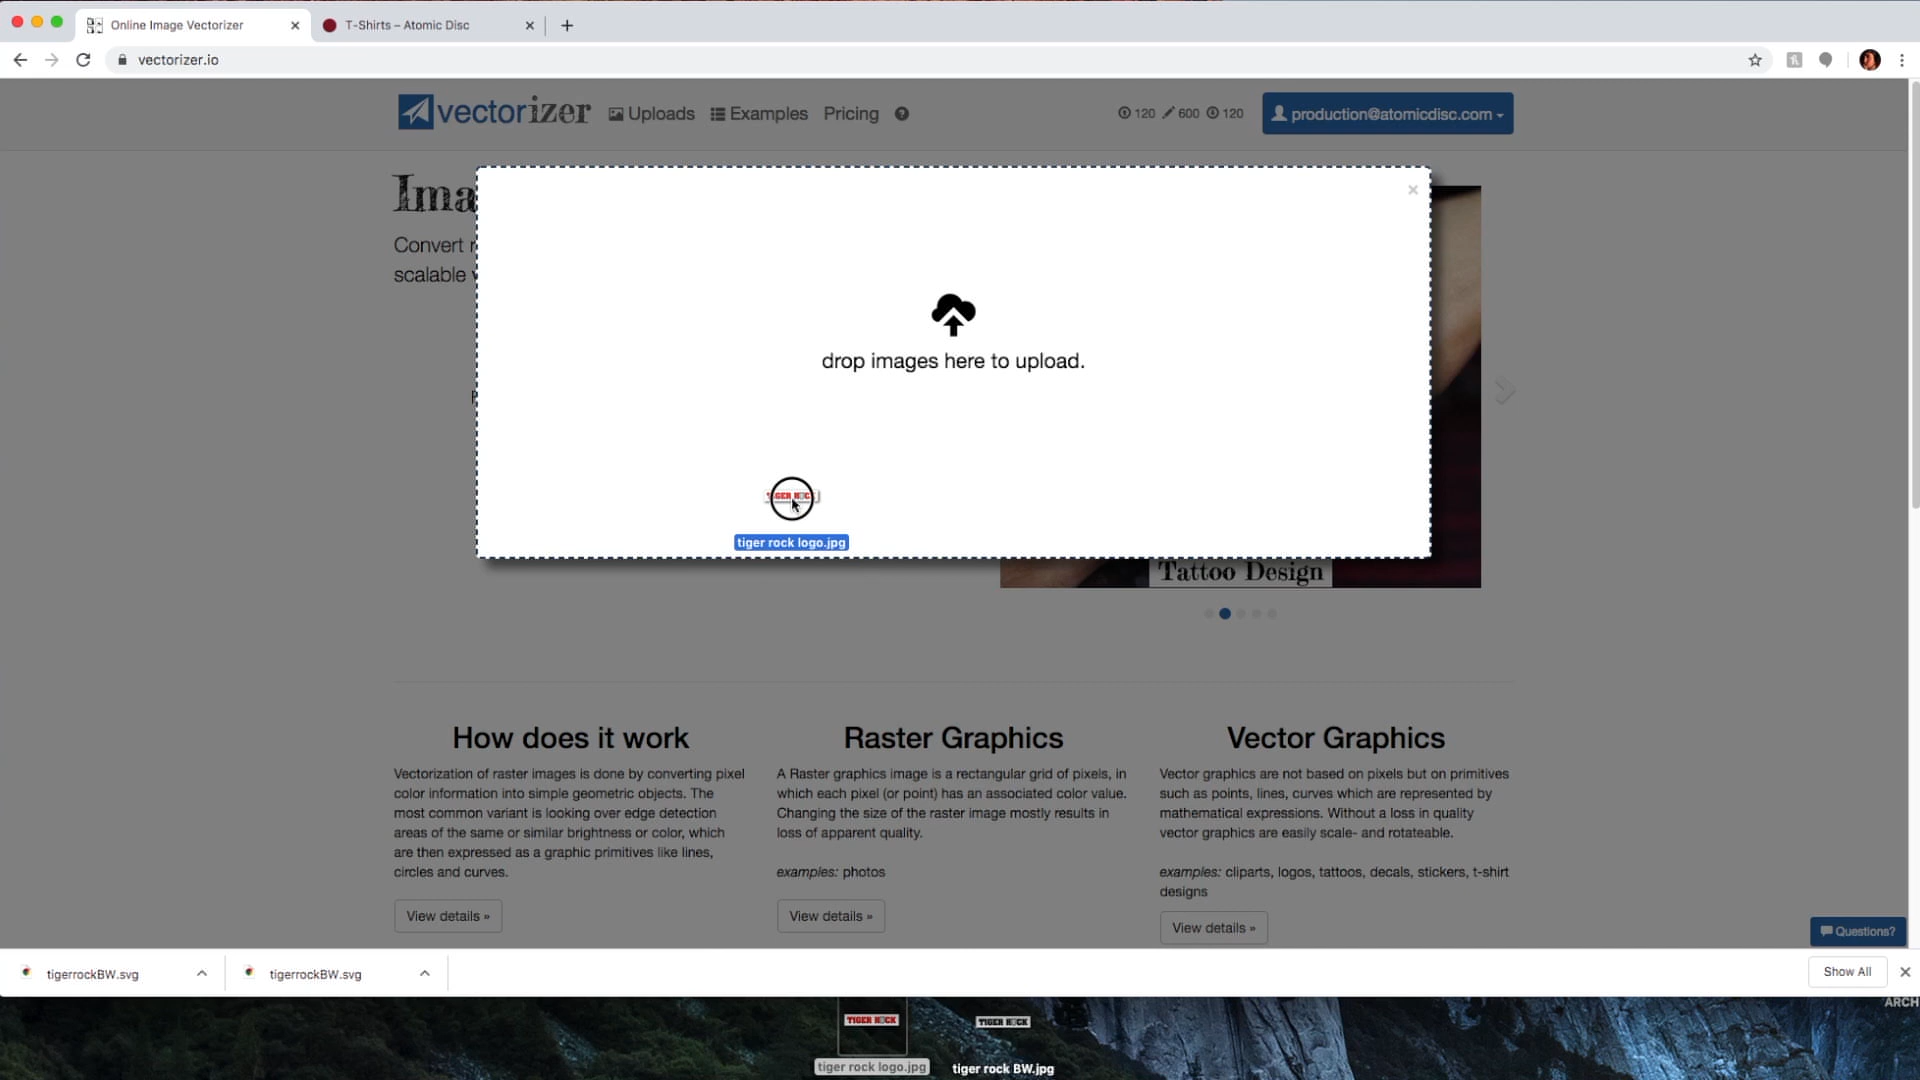 Online Image Vectorizer
T-Shirts – Atomic Disc
vectorizer.io
vectorizer
Uploads
Examples
Pricing
120
600
120
production@atomicdisc.com
Ima
Convert r
scalable
drop images here to upload.
TIGER ROCK
tiger rock logo.jpg
Tattoo Design
How does it work
Vectorization of raster images is done by converting pixel
color information into simple geometric objects. The
most common variant is looking over edge detection
areas of the same or similar brightness or color, which
are then expressed as a graphic primitives like lines,
circles and curves.
View details »
Raster Graphics
A Raster graphics image is a rectangular grid of pixels, in
which each pixel (or point) has an associated color value.
Changing the size of the raster image mostly results in
loss of apparent quality.
examples: photos
View details »
Vector Graphics
Vector graphics are not based on pixels but on primitives
such as points, lines, curves which are represented by
mathematical expressions. Without a loss in quality
vector graphics are easily scale- and rotateable.
examples: cliparts, logos, tattoos, decals, stickers, t-shirt
designs
View details »
Questions?
tigerrockBW.svg
tigerrockBW.svg
Show All
ARCH
TIGER ROCK
TIGER ROCK
tiger rock logo.jpg
tiger rock BW.jpg